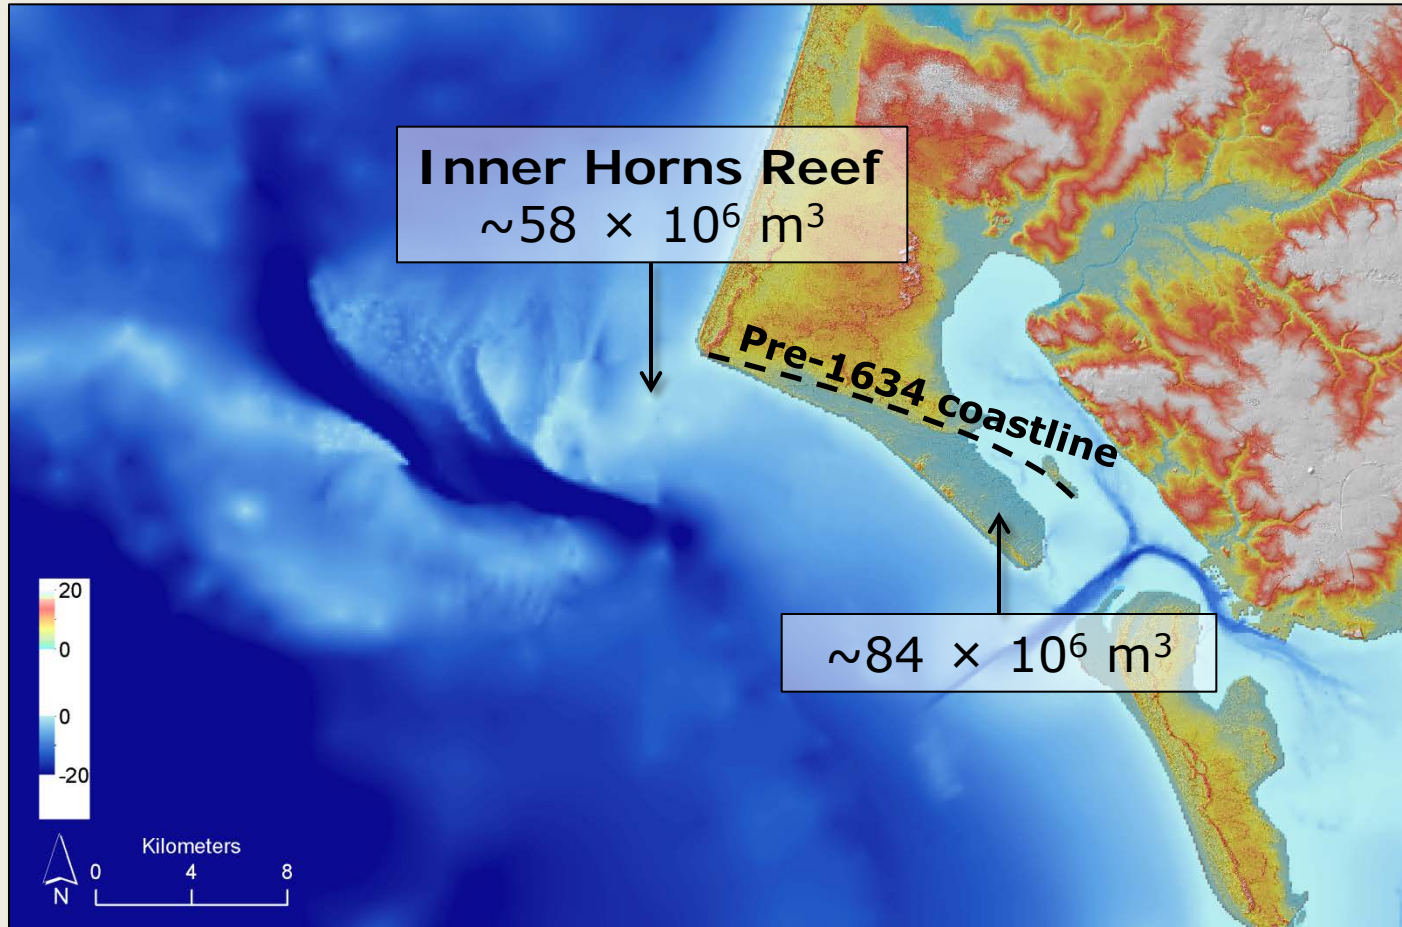 Inner Horns Reef
~58 × 10⁶ m³
Pre-1634 coastline
~84 × 10⁶ m³
20
0
0
-20
Kilometers
0 4 8
N